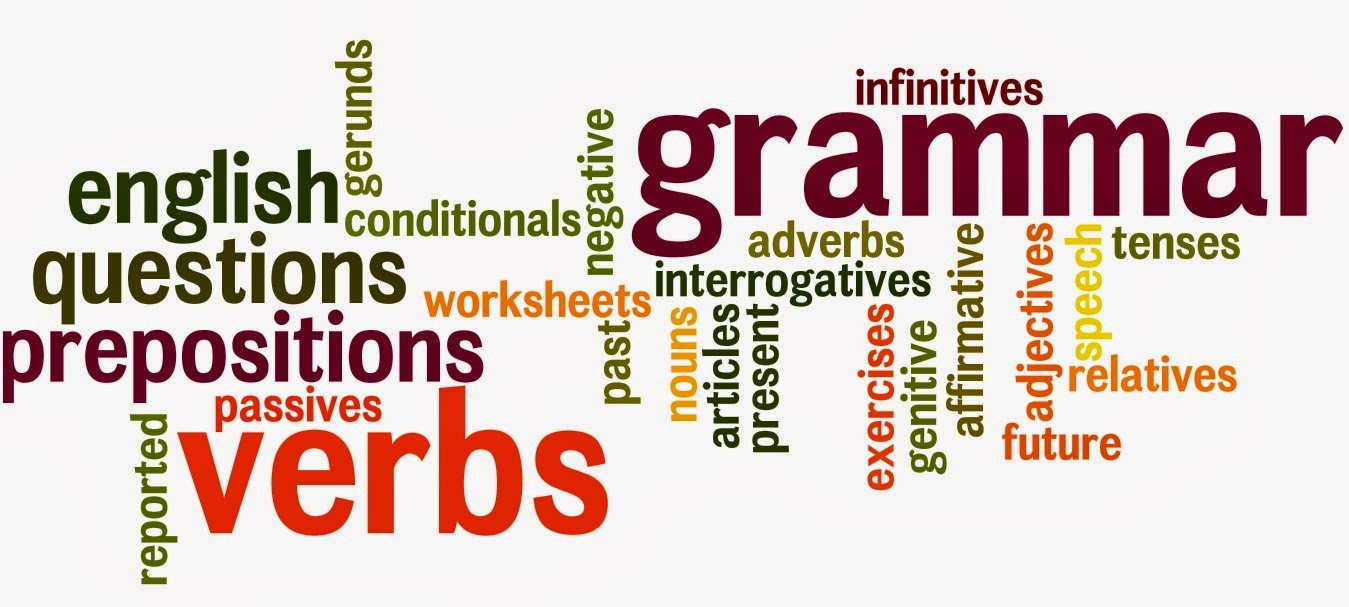 gerunds
infinitives
grammar
english
negative
conditionals
adverbs
affirmative
adjectives
speech
tenses
questions
interrogatives
worksheets
prepositions
past
nouns
articles
present
exercises
genitive
relatives
passives
verbs
future
reported